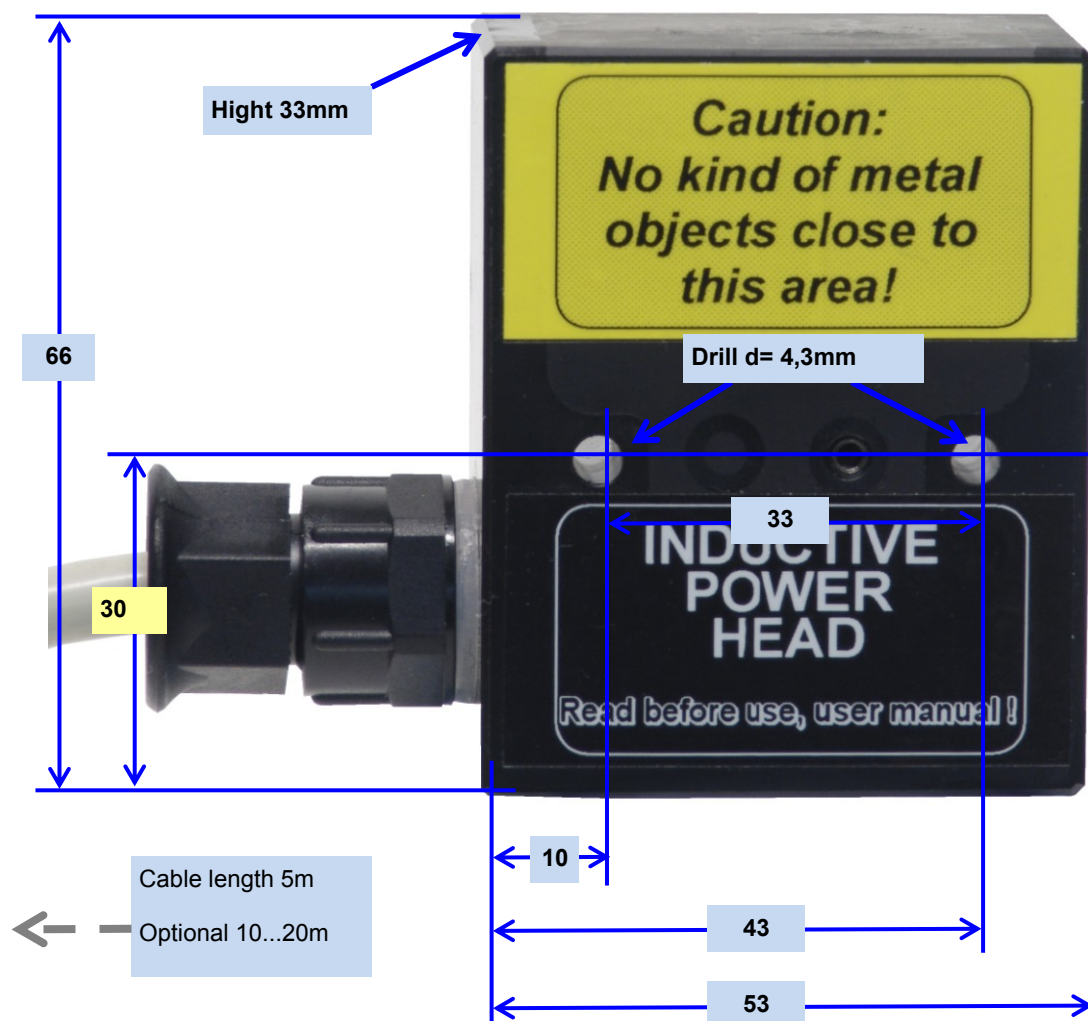 Hight 33mm
Caution:
No kind of metal
objects close to
this area!
66
Drill d= 4,3mm
33
INDUCTIVE
POWER
HEAD
30
Read before use, user manual !
10
Cable length 5m
Optional 10...20m
43
53